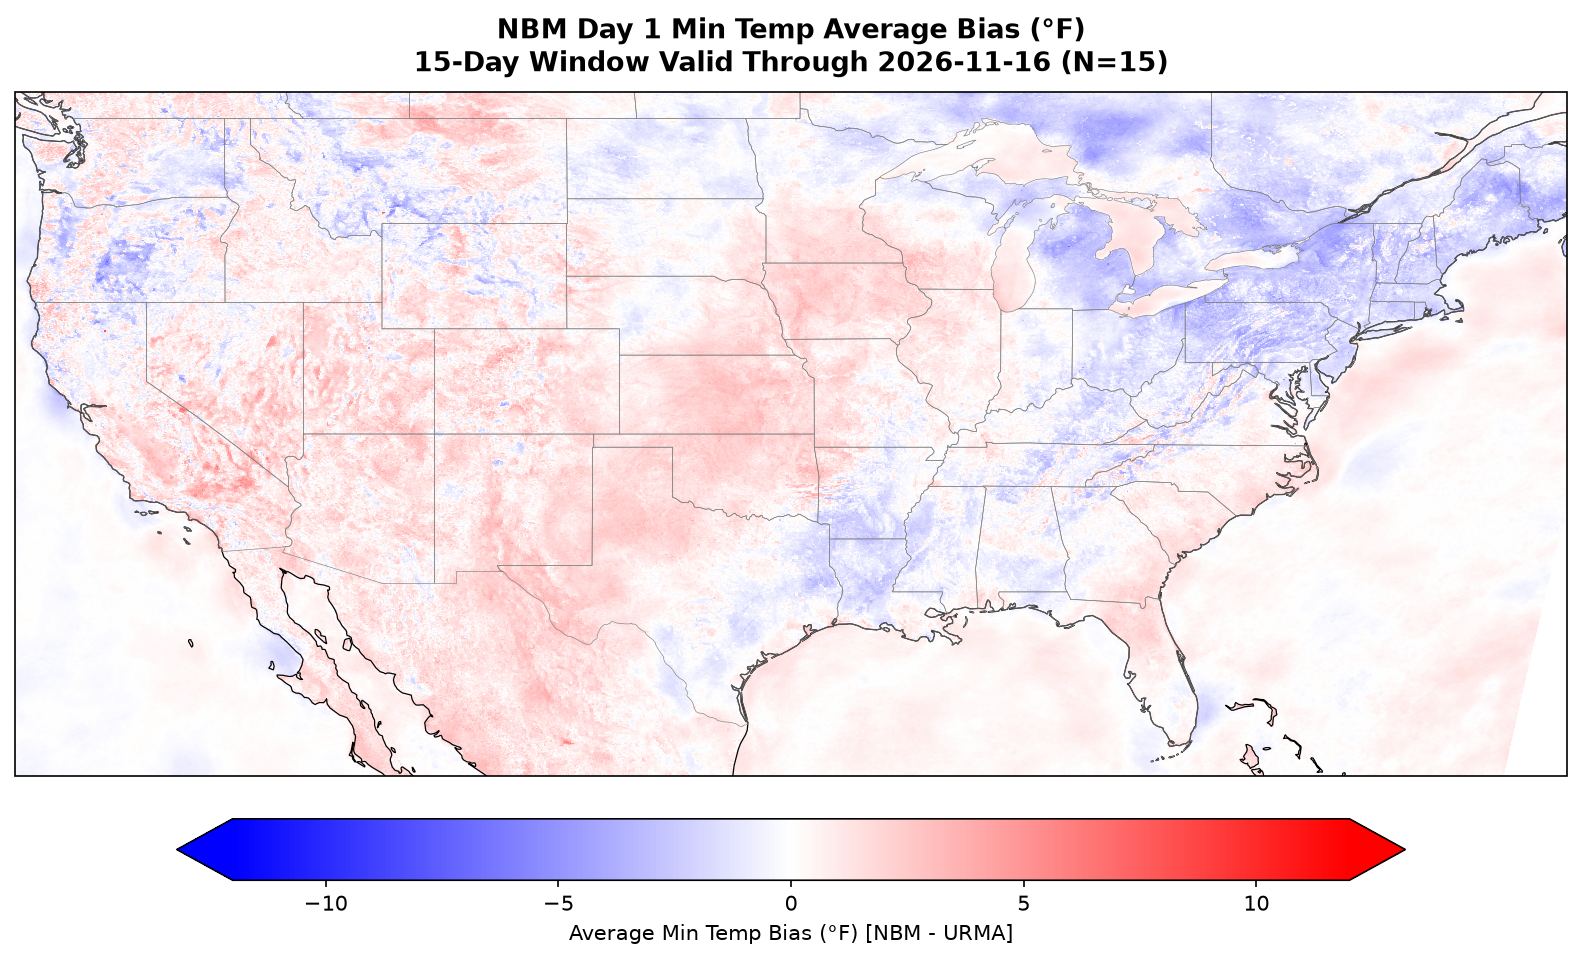 NBM Day 1 Min Temp Average Bias (°F)
15-Day Window Valid Through 2026-11-16 (N=15)
−10 −5 0 5 10
Average Min Temp Bias (°F) [NBM - URMA]